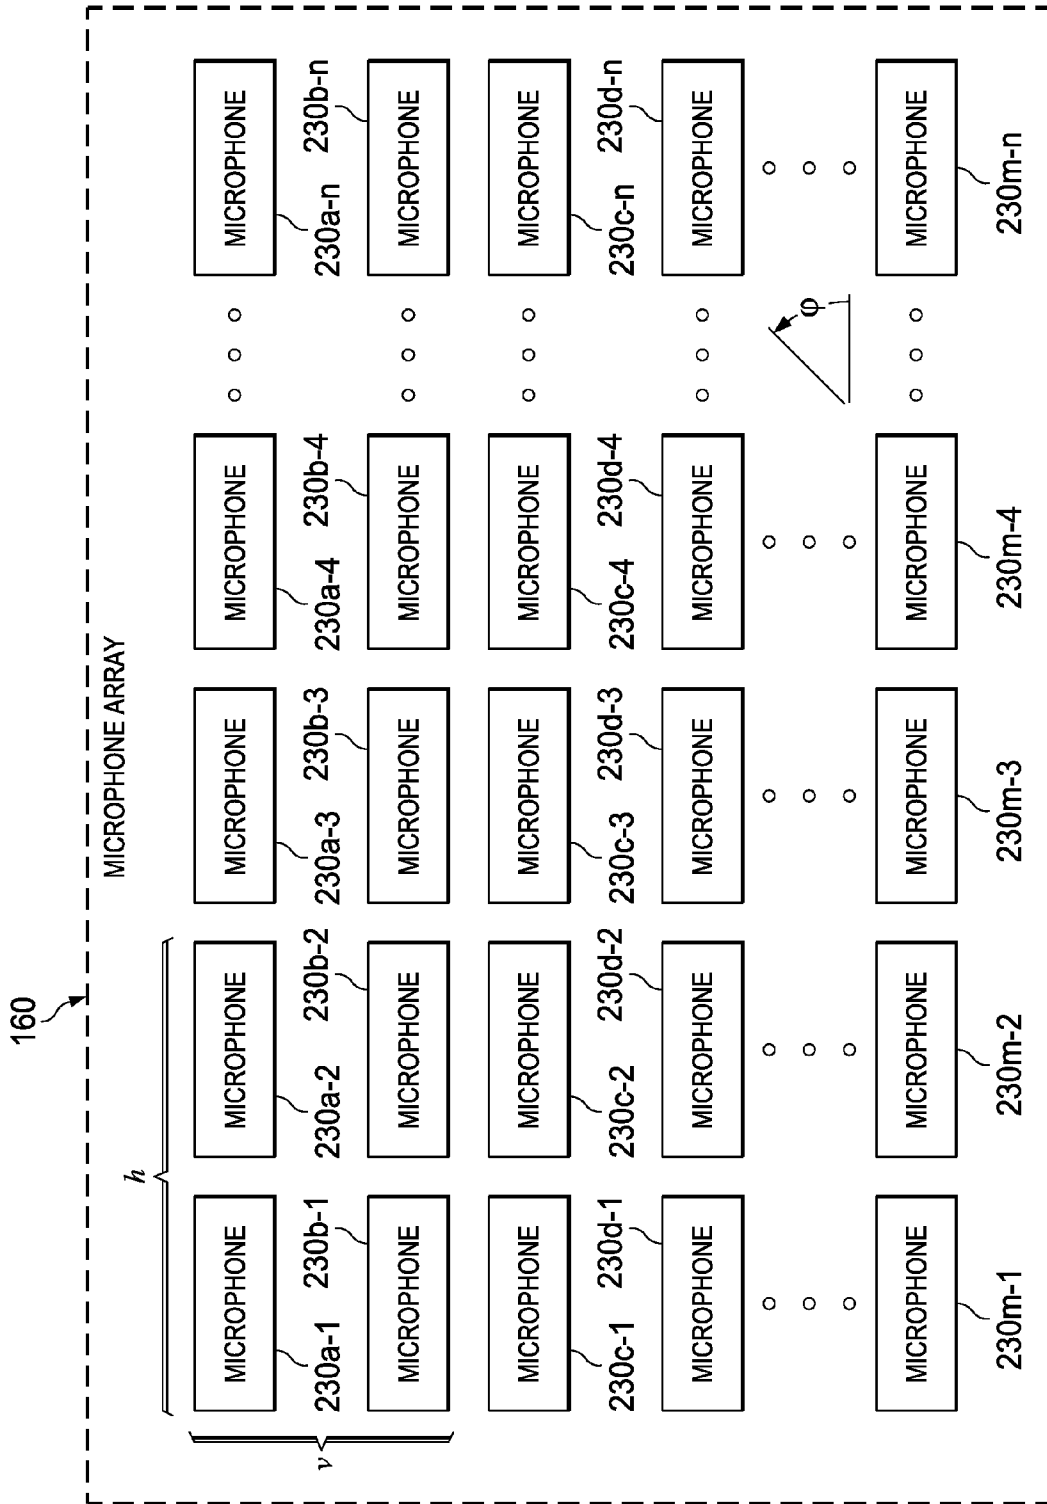 160
MICROPHONE ARRAY
h
MICROPHONE MICROPHONE MICROPHONE MICROPHONE MICROPHONE
v
230a-1 230b-1 230a-2 230b-2 230a-3 230b-3 230a-4 230b-4 230a-n 230b-n
MICROPHONE MICROPHONE MICROPHONE MICROPHONE MICROPHONE
MICROPHONE MICROPHONE MICROPHONE MICROPHONE MICROPHONE
230c-1 230d-1 230c-2 230d-2 230c-3 230d-3 230c-4 230d-4 230c-n 230d-n
MICROPHONE MICROPHONE MICROPHONE MICROPHONE MICROPHONE
φ
MICROPHONE MICROPHONE MICROPHONE MICROPHONE MICROPHONE
230m-1 230m-2 230m-3 230m-4 230m-n